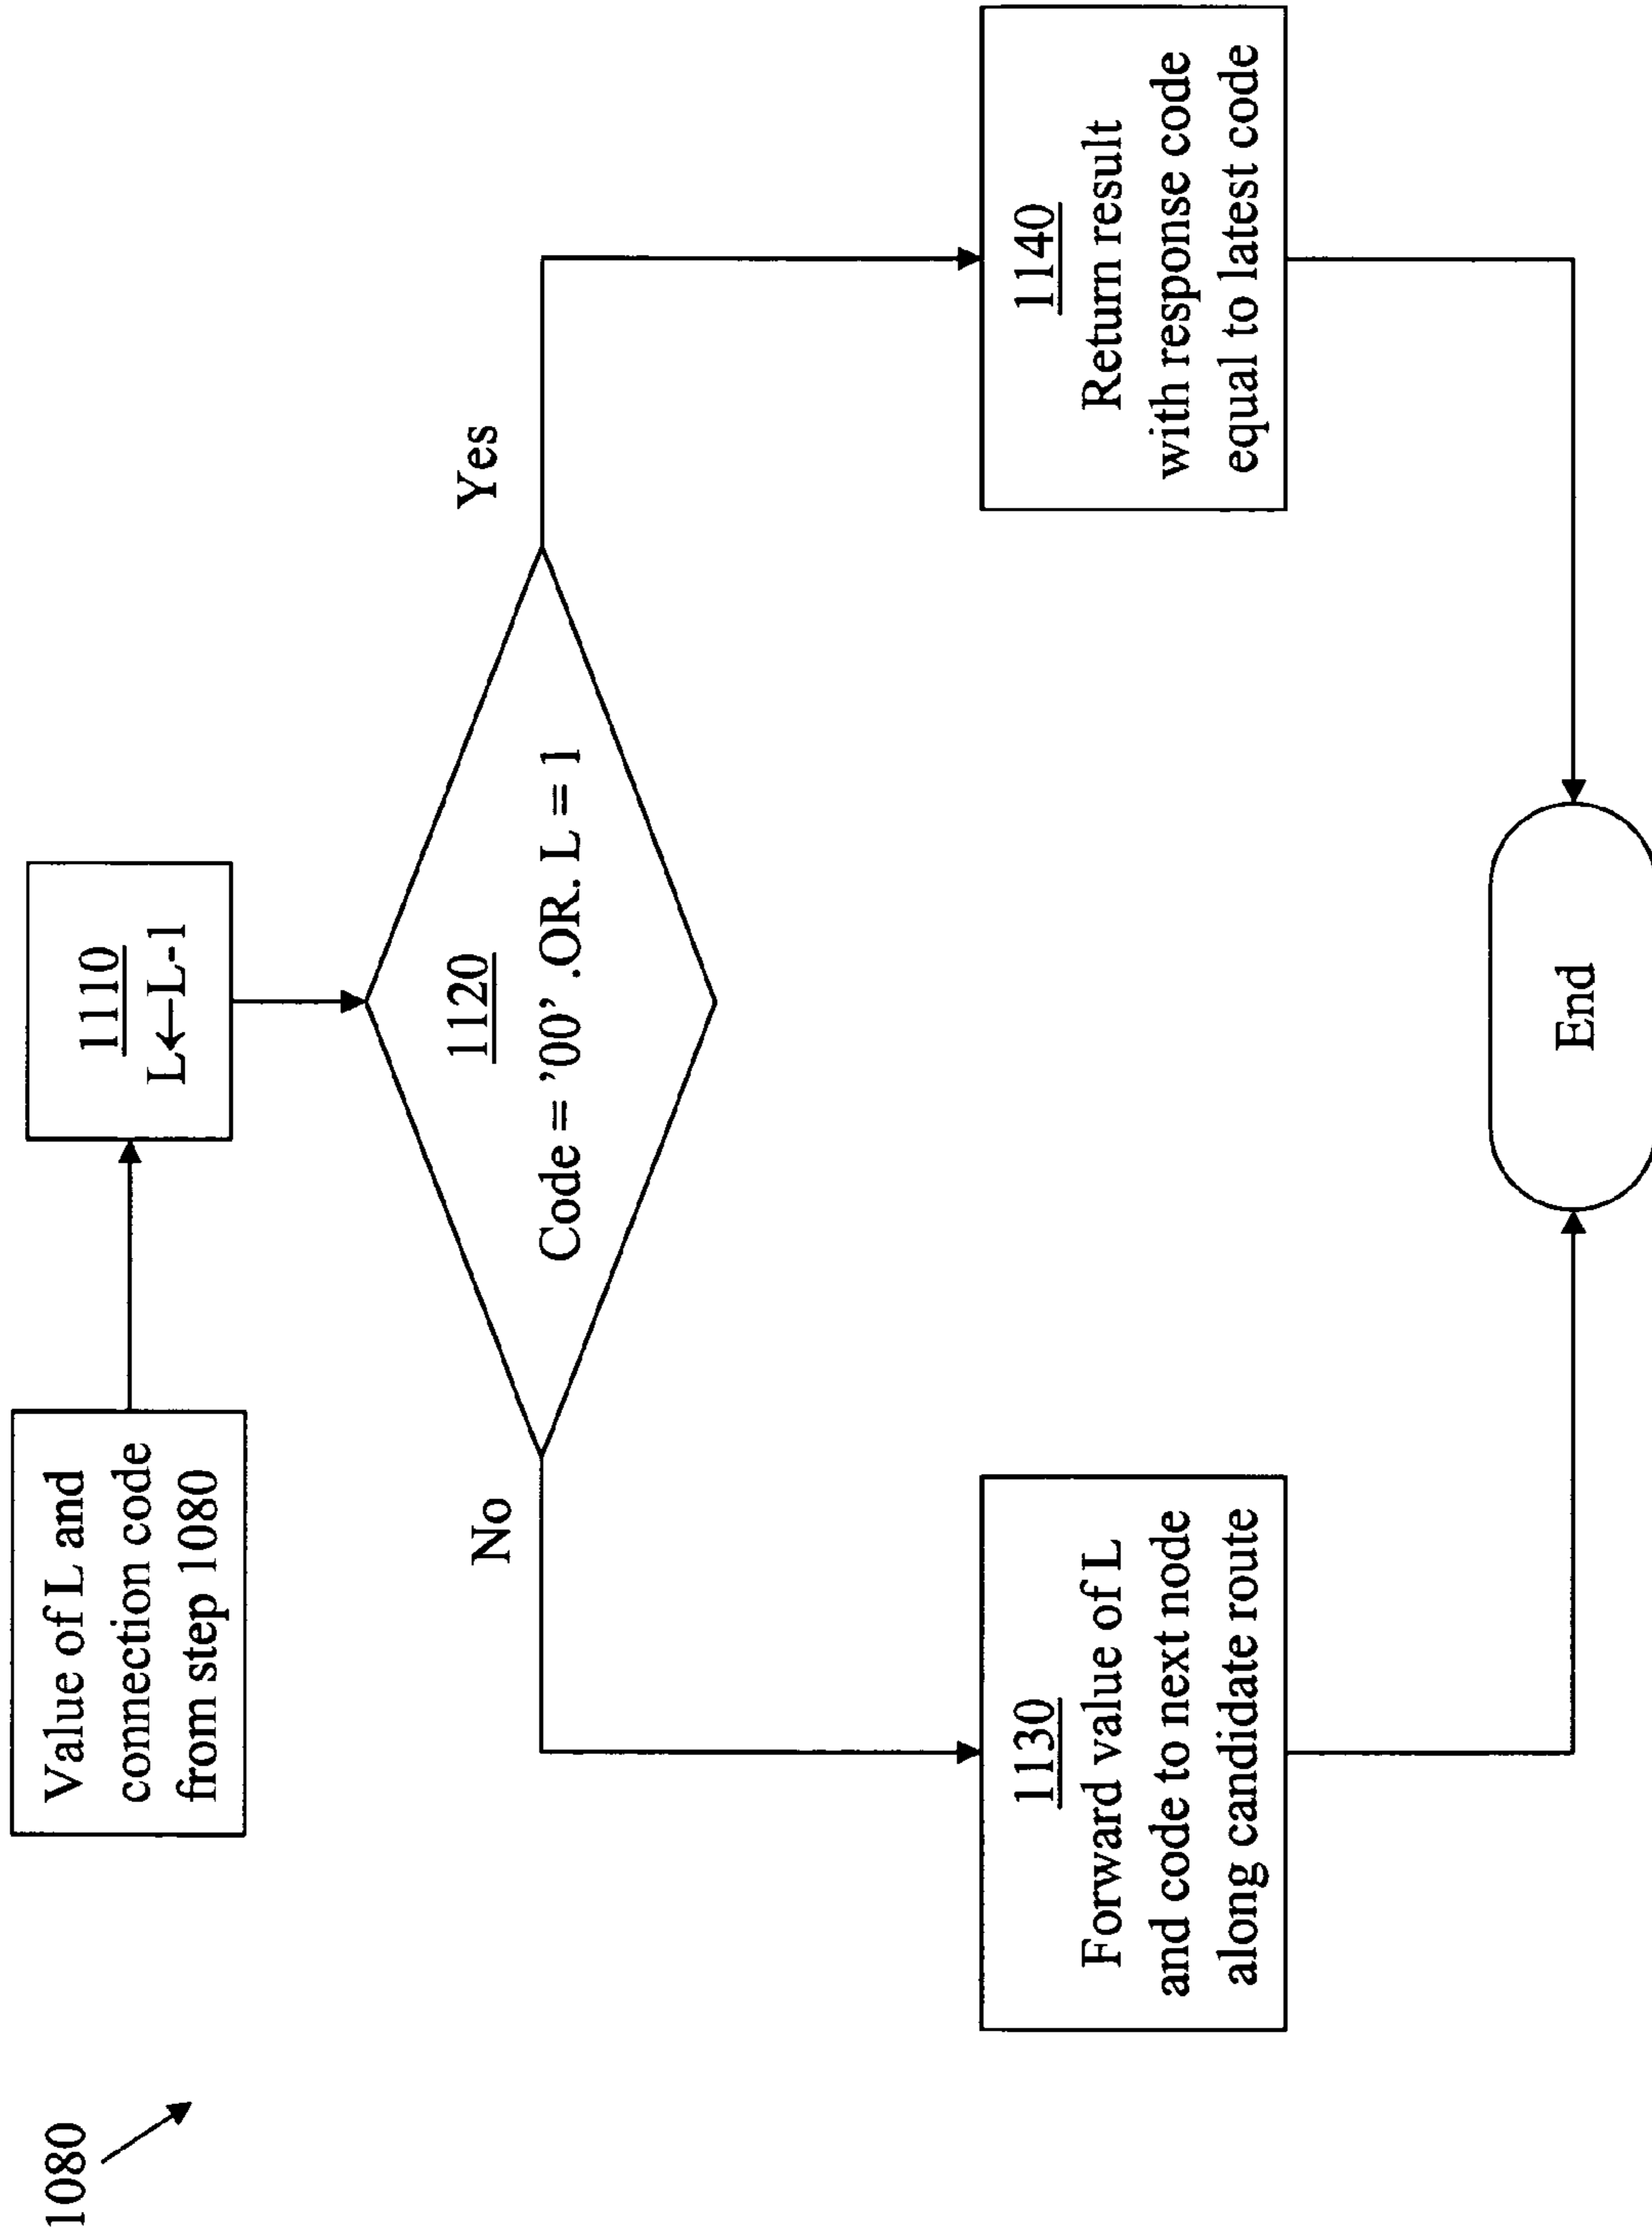 1080
Value of L and
connection code
from step 1080
1110
L←L-1
1120
Code = '00' .OR. L = 1
No
Yes
1130
Forward value of L
and code to next node
along candidate route
1140
Return result
with response code
equal to latest code
End